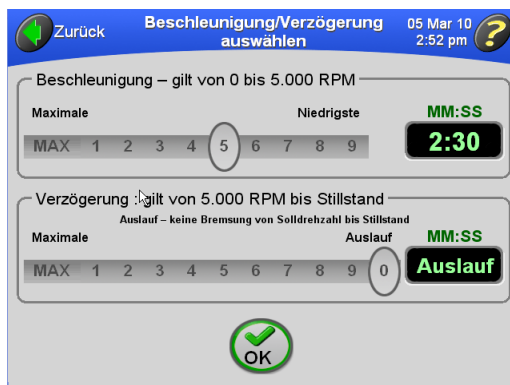 Zurück
Beschleunigung/Verzögerung
auswählen
05 Mar 10
2:52 pm
?
Beschleunigung – gilt von 0 bis 5.000 RPM
Maximale
Niedrigste
MM:SS
MAX 1 2 3 4 5 6 7 8 9
2:30
Verzögerung : gilt von 5.000 RPM bis Stillstand
Auslauf – keine Bremsung von Solldrehzahl bis Stillstand
Maximale
Auslauf
MM:SS
MAX 1 2 3 4 5 6 7 8 9 0
Auslauf
OK